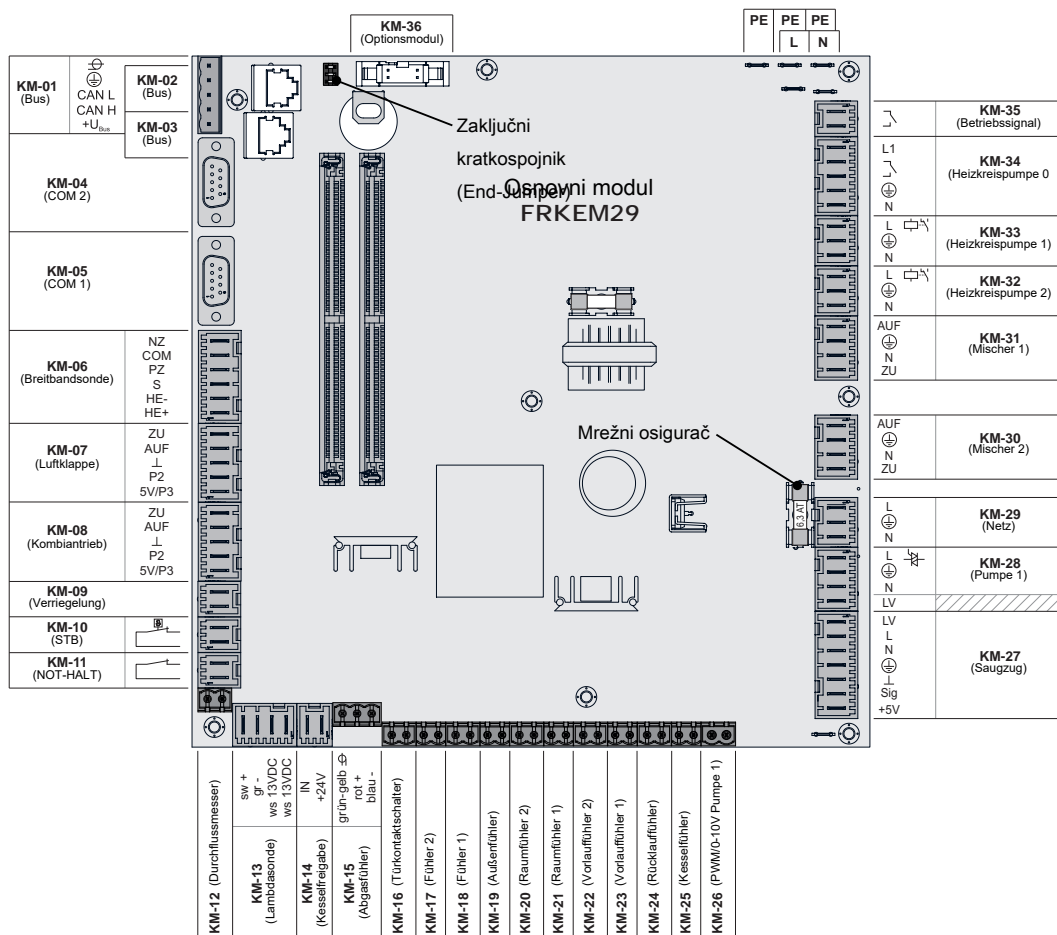 KM-36
(Optionsmodul)
PE PE PE
L N
KM-01
(Bus)
CAN L
CAN H
+U Bus
KM-02
(Bus)
KM-03
(Bus)
KM-04
(COM 2)
KM-05
(COM 1)
KM-06
(Breitbandsonde)
NZ
COM
PZ
S
HE-
HE+
KM-07
(Luftklappe)
ZU
AUF
⊥
P2
5V/P3
KM-08
(Kombiantrieb)
ZU
AUF
⊥
P2
5V/P3
KM-09
(Verriegelung)
KM-10
(STB)
KM-11
(NOT-HALT)
Zaključni
kratkospojnik
(End-Jumper)
Osnovni modul
FRKEM29
Mrežni osigurač
6,3 AT
KM-35
(Betriebssignal)
L1
N
KM-34
(Heizkreispumpe 0
L
N
KM-33
(Heizkreispumpe 1)
L
N
KM-32
(Heizkreispumpe 2)
AUF
N
ZU
KM-31
(Mischer 1)
AUF
N
ZU
KM-30
(Mischer 2)
L
N
KM-29
(Netz)
L
N
LV
KM-28
(Pumpe 1)
LV
L
N
⊥
Sig
+5V
KM-27
(Saugzug)
KM-12 (Durchflussmesser)
sw +
gr -
ws 13VDC
ws 13VDC
KM-13
(Lambdasonde)
IN
+24V
KM-14
(Kesselfreigabe)
grün-gelb
rot +
blau -
KM-15
(Abgasfühler)
KM-16 (Türkontaktschalter)
KM-17 (Fühler 2)
KM-18 (Fühler 1)
KM-19 (Außenfühler)
KM-20 (Raumfühler 2)
KM-21 (Raumfühler 1)
KM-22 (Vorlauffühler 2)
KM-23 (Vorlauffühler 1)
KM-24 (Rücklauffühler)
KM-25 (Kesselfühler)
KM-26 (PWM/0-10V Pumpe 1)